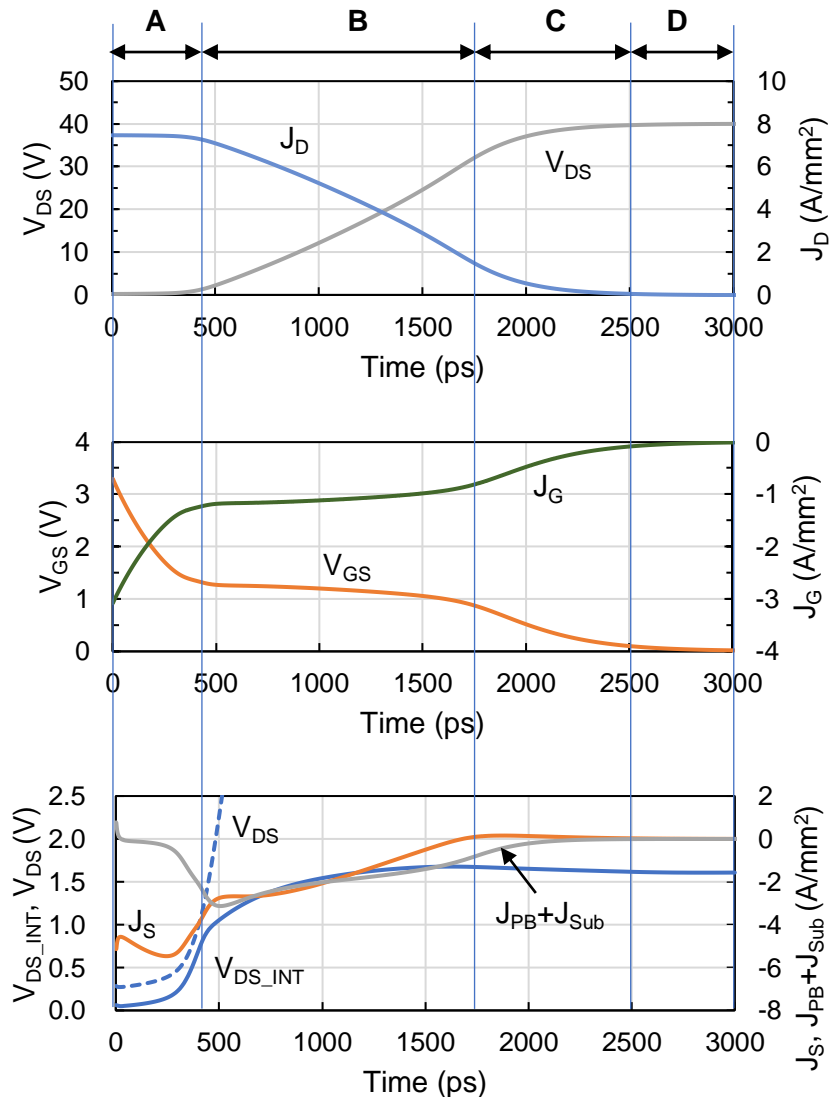 A B C D
50 10
40 8
30 6
20 4
10 2
0 0
V_DS (V)
J_D
V_DS
J_D (A/mm²)
0 500 1000 1500 2000 2500 3000
Time (ps)
4 0
3 -1
2 -2
1 -3
0 -4
V_GS (V)
J_G
V_GS
J_G (A/mm²)
0 500 1000 1500 2000 2500 3000
Time (ps)
2.5 2
2.0 0
1.5 -2
1.0 -4
0.5 -6
0.0 -8
V_DS_INT, V_DS (V)
V_DS
J_S
J_PB+J_Sub
V_DS_INT
J_S, J_PB+J_Sub (A/mm²)
0 500 1000 1500 2000 2500 3000
Time (ps)